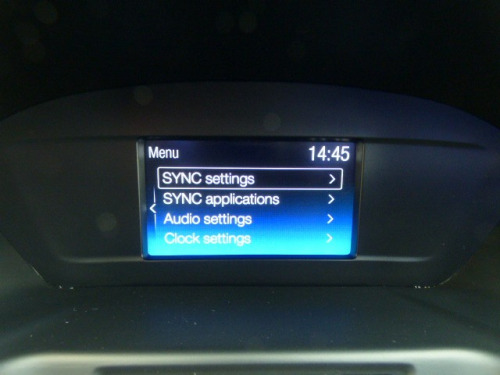 Menu 14:45
SYNC settings
SYNC applications
Audio settings
Clock settings